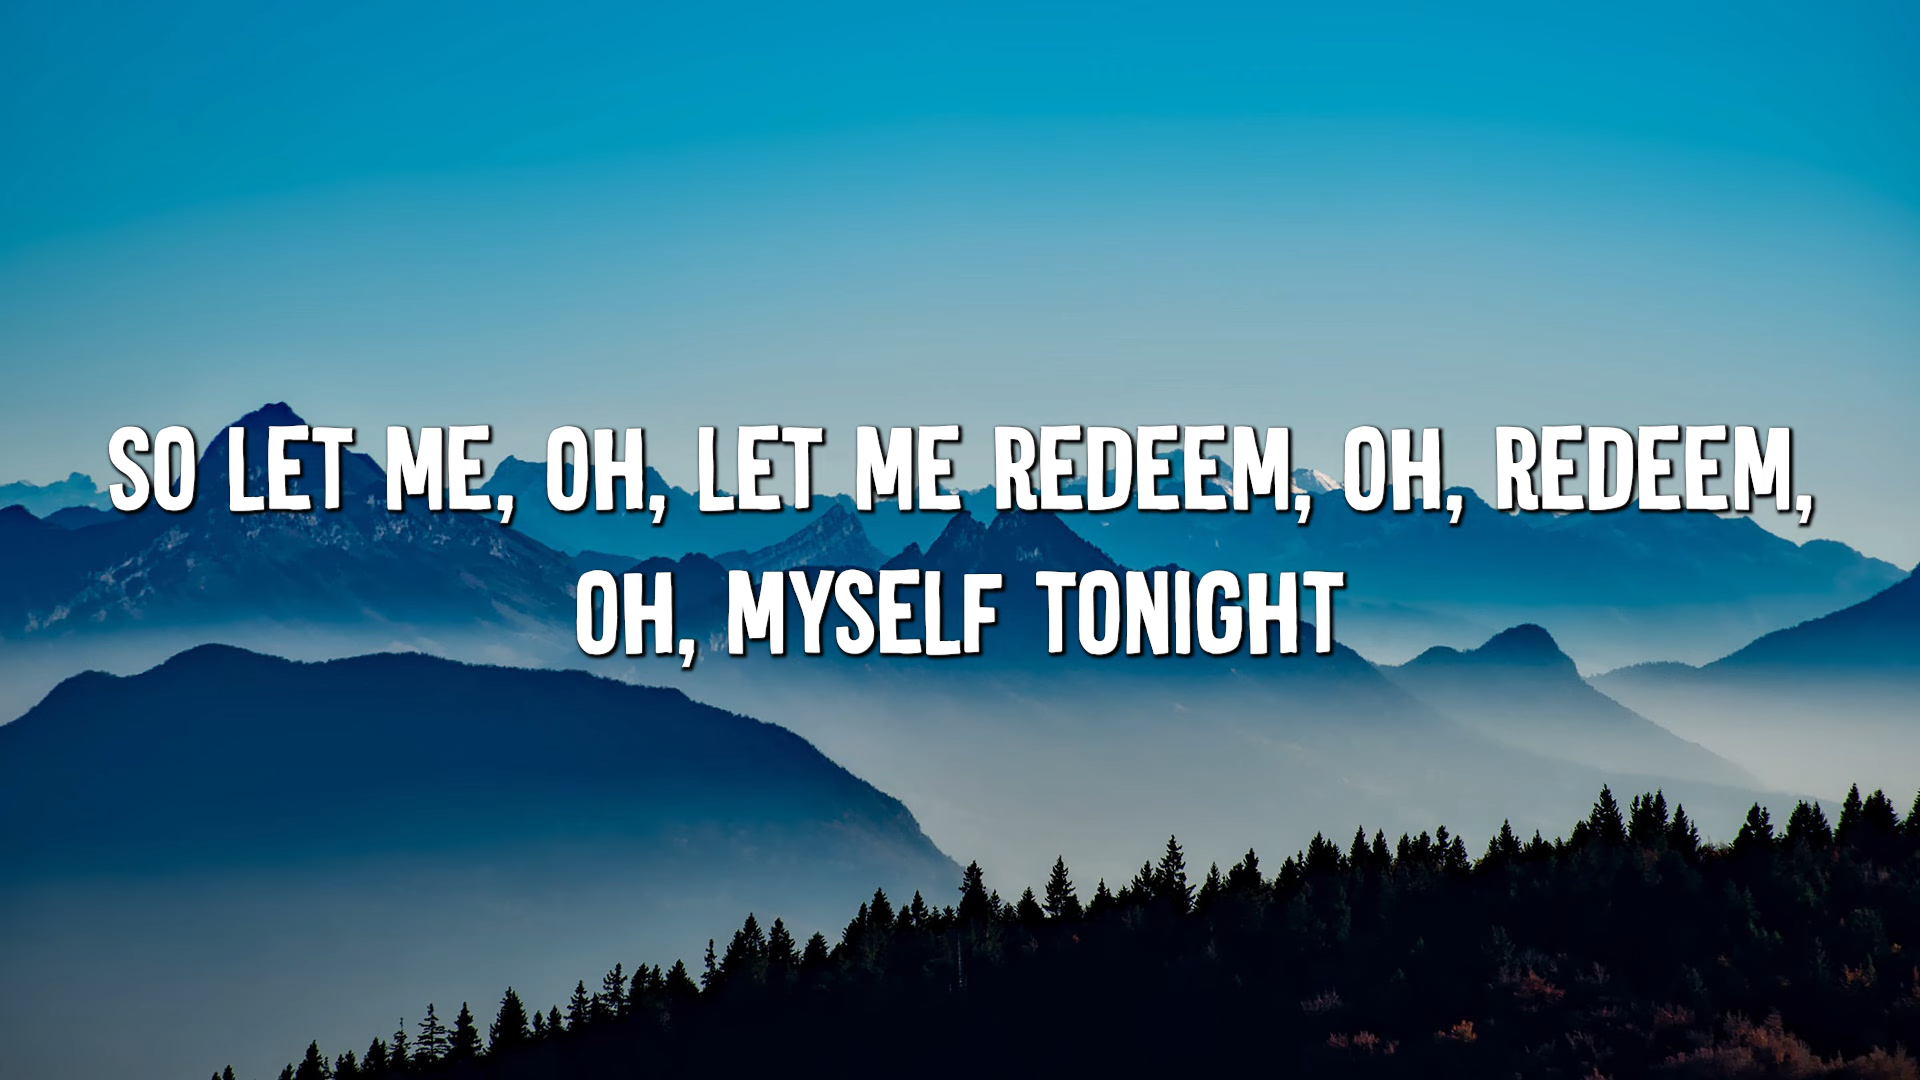 SO LET ME, OH, LET ME REDEEM, OH, REDEEM,
OH, MYSELF TONIGHT